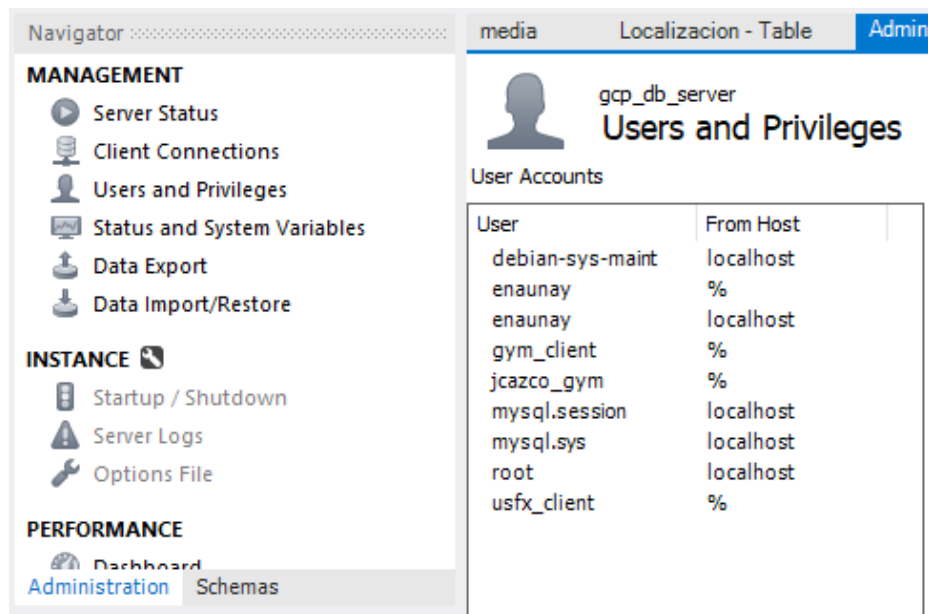 Navigator
MANAGEMENT
Server Status
Client Connections
Users and Privileges
Status and System Variables
Data Export
Data Import/Restore
INSTANCE
Startup / Shutdown
Server Logs
Options File
PERFORMANCE
Dashboard
Administration Schemas
media Localizacion - Table Admin
gcp_db_server
Users and Privileges
User Accounts
User From Host
debian-sys-maint localhost
enaunay %
enaunay localhost
gym_client %
jcazco_gym %
mysql.session localhost
mysql.sys localhost
root localhost
usfx_client %